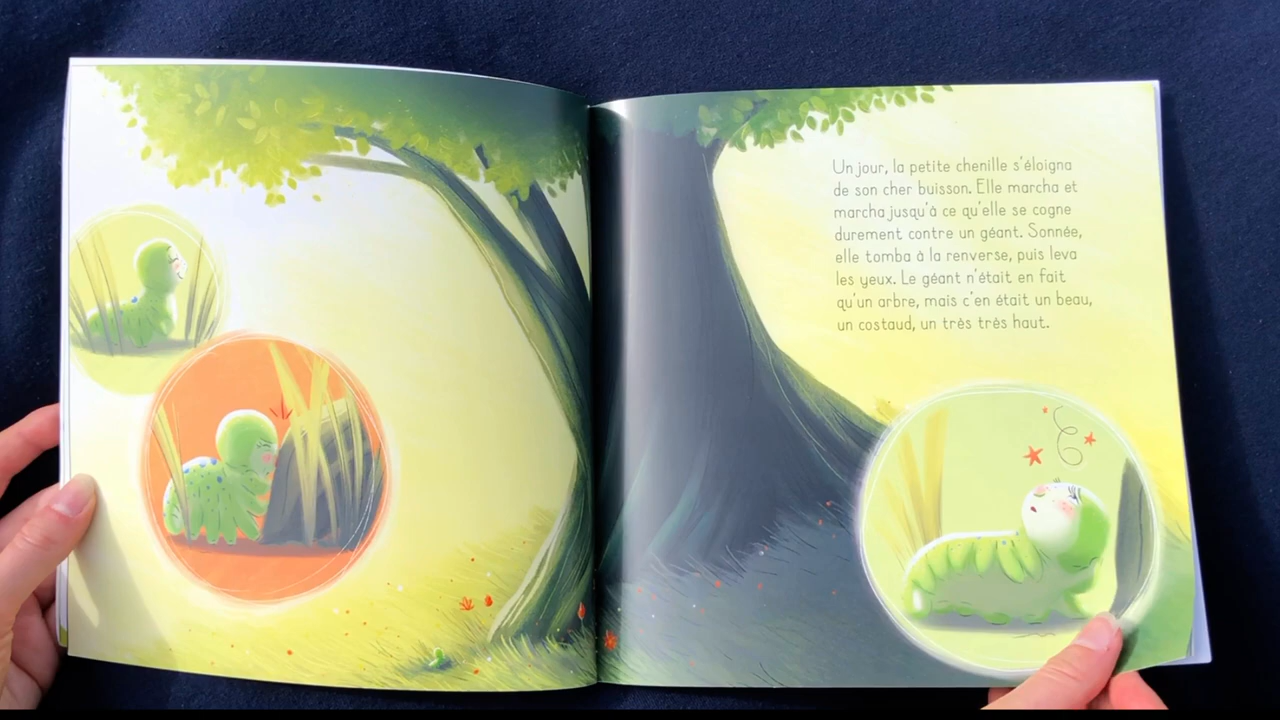 Un jour, la petite chenille s'éloigna
de son cher buisson. Elle marcha et
marcha jusqu'à ce qu'elle se cogne
durement contre un géant. Sonnée,
elle tomba à la renverse, puis leva
les yeux. Le géant n'était en fait
qu'un arbre, mais c'en était un beau,
un costaud, un très très haut.